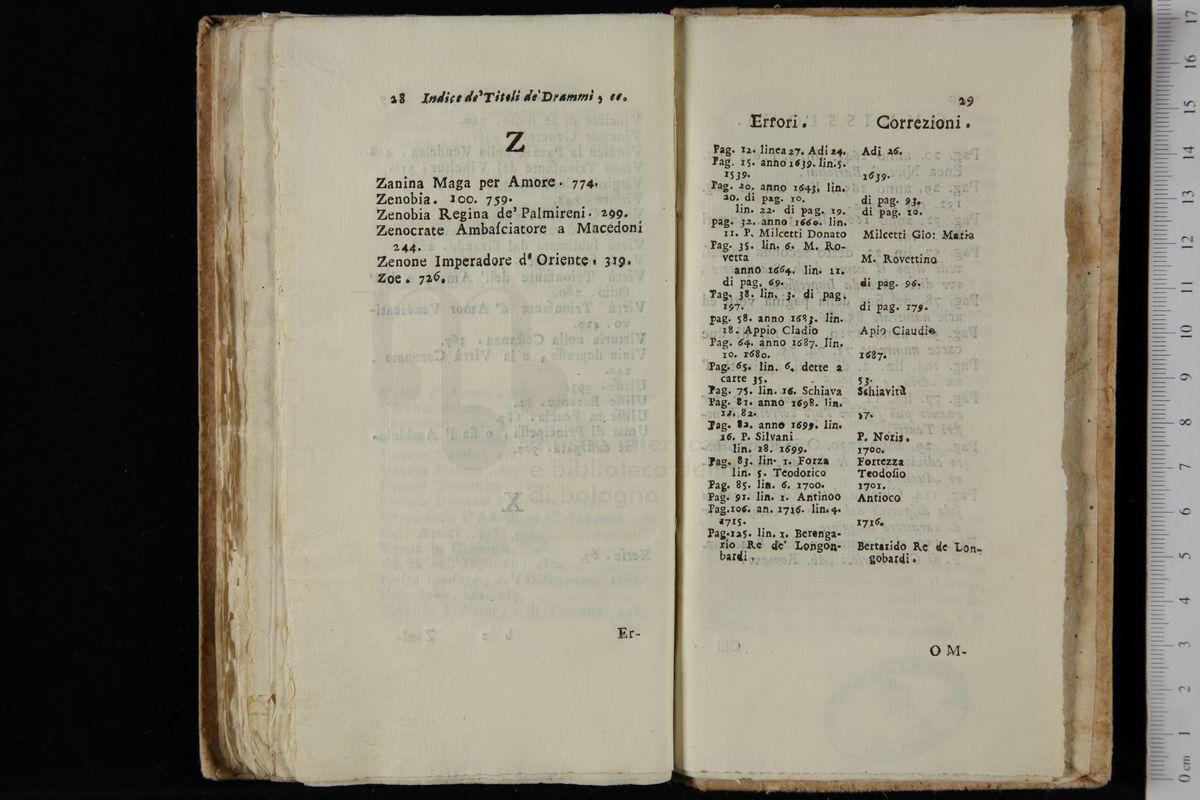 28 Indice de' Titoli de' Drammi, ec.
Z
Zanina Maga per Amore. 774.
Zenobia. 100. 759.
Zenobia Regina de' Palmireni. 299.
Zenocrate Ambaſciatore a Macedoni
244.
Zenone Imperadore d' Oriente. 319.
Zoe. 726.
Er-
29
Errori. Correzioni.
Pag. 12. linea 27. Adi 24. Adi 26.
Pag. 15. anno 1639. lin. 5.
1539. 1639.
Pag. 20. anno 1643. lin.
20. di pag. 10. di pag. 93.
lin. 22. di pag. 19. di pag. 10.
pag. 32. anno 1660. lin.
11. P. Milcetti Donato Milcetti Gio: Maria
Pag. 35. lin. 6. M. Ro-
vetta M. Rovettino
anno 1664. lin. 11.
di pag. 69. di pag. 96.
Pag. 38. lin. 3. di pag.
197. di pag. 179.
pag. 58. anno 1683. lin.
18. Appio Cladio Apio Claudio
Pag. 64. anno 1687. lin.
10. 1680. 1687.
Pag. 65. lin. 6. dette a
carte 35. 53.
Pag. 75. lin. 16. Schiava Schiavitù
Pag. 81. anno 1698. lin.
12. 82. 57.
Pag. 82. anno 1699. lin.
16. P. Silvani P. Noris.
lin. 18. 1699. 1700.
Pag. 83. lin. 1. Forza Fortezza
lin. 5. Teodorico Teodoſio
Pag. 85. lin. 6. 1700. 1701.
Pag. 91. lin. 1. Antinoo Antioco
Pag. 106. an. 1716. lin. 4.
1715. 1716.
Pag. 125. lin. 1. Berenga-
rio Re de' Longon- Bertarido Re de Lon-
bardi. gobardi.
O M-